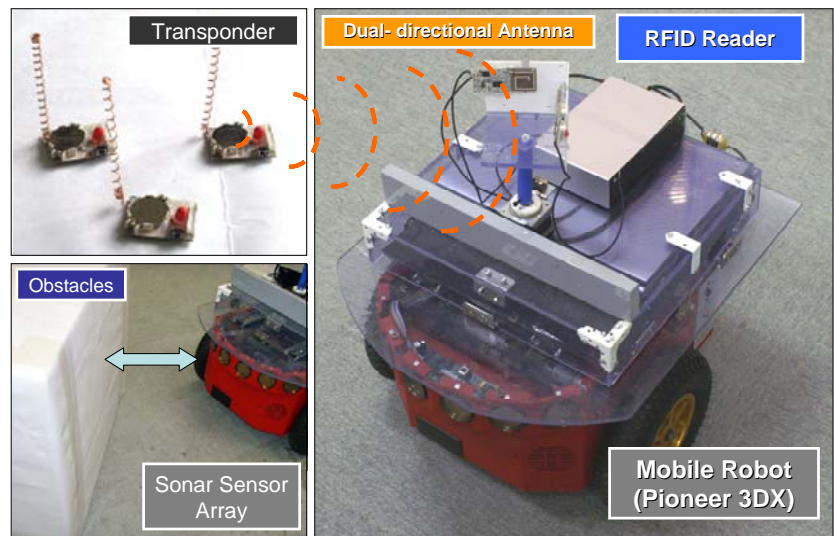 Transponder
Dual- directional Antenna
RFID Reader
Obstacles
Sonar Sensor
Array
Mobile Robot
(Pioneer 3DX)